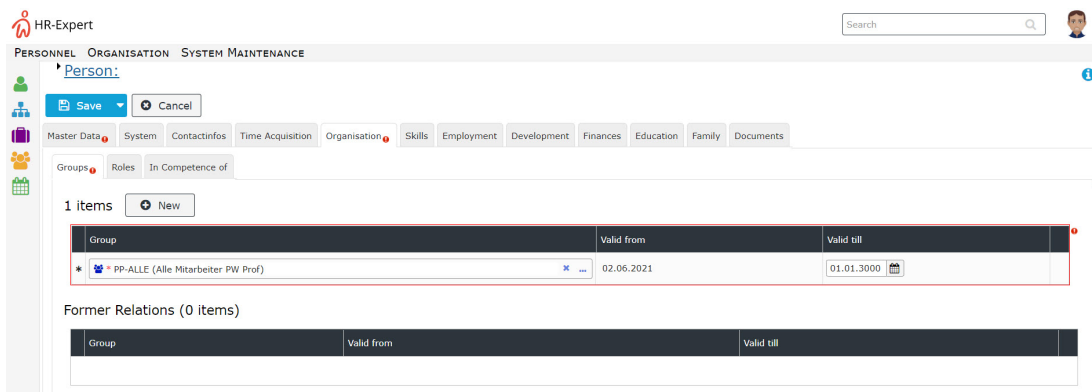 HR-Expert
Search
PERSONNEL ORGANISATION SYSTEM MAINTENANCE
Person:
Save Cancel
Master Data System Contactinfos Time Acquisition Organisation Skills Employment Development Finances Education Family Documents
Groups Roles In Competence of
1 items New
Group Valid from Valid till
* * PP-ALLE (Alle Mitarbeiter PW Prof) × ... 02.06.2021 01.01.3000
Former Relations (0 items)
Group Valid from Valid till